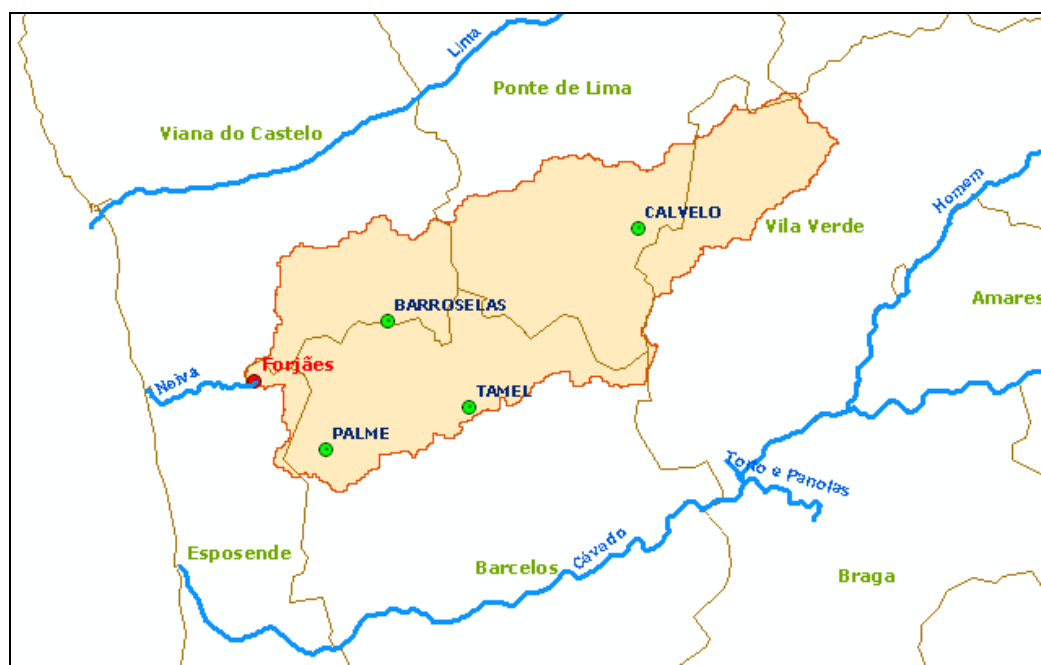 Lima
Ponte de Lima
Viana do Castelo
Homem
CALVELO
Vila Verde
Amares
BARROSELAS
Forjães
Neiva
TAMEL
PALME
Torto e Panoias
Esposende
Cávado
Barcelos
Braga